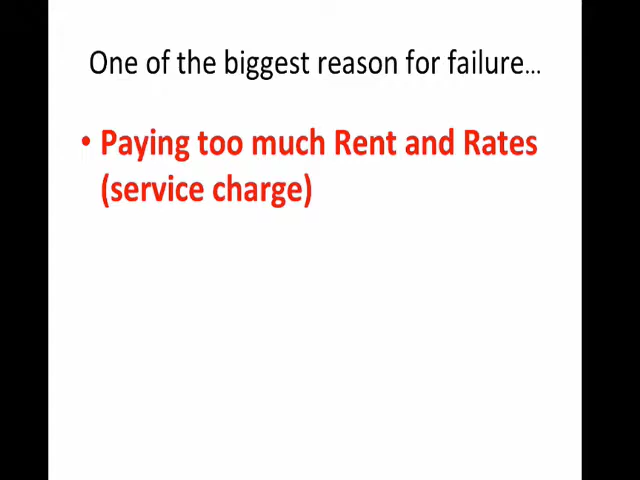 One of the biggest reason for failure...
• Paying too much Rent and Rates
(service charge)